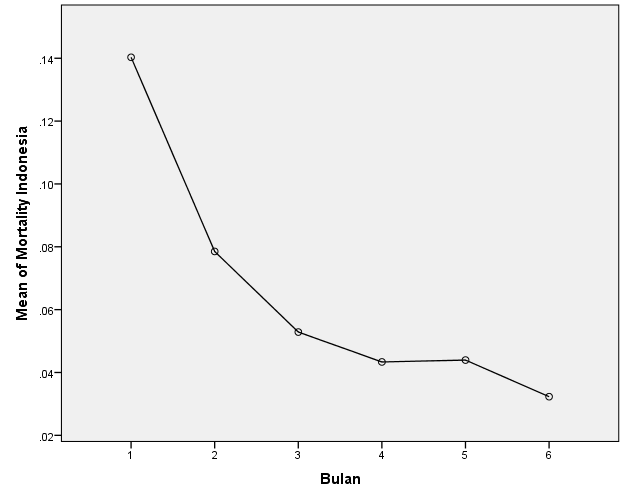 Mean of Mortality Indonesia
.14
.12
.10
.08
.06
.04
.02
1 2 3 4 5 6
Bulan